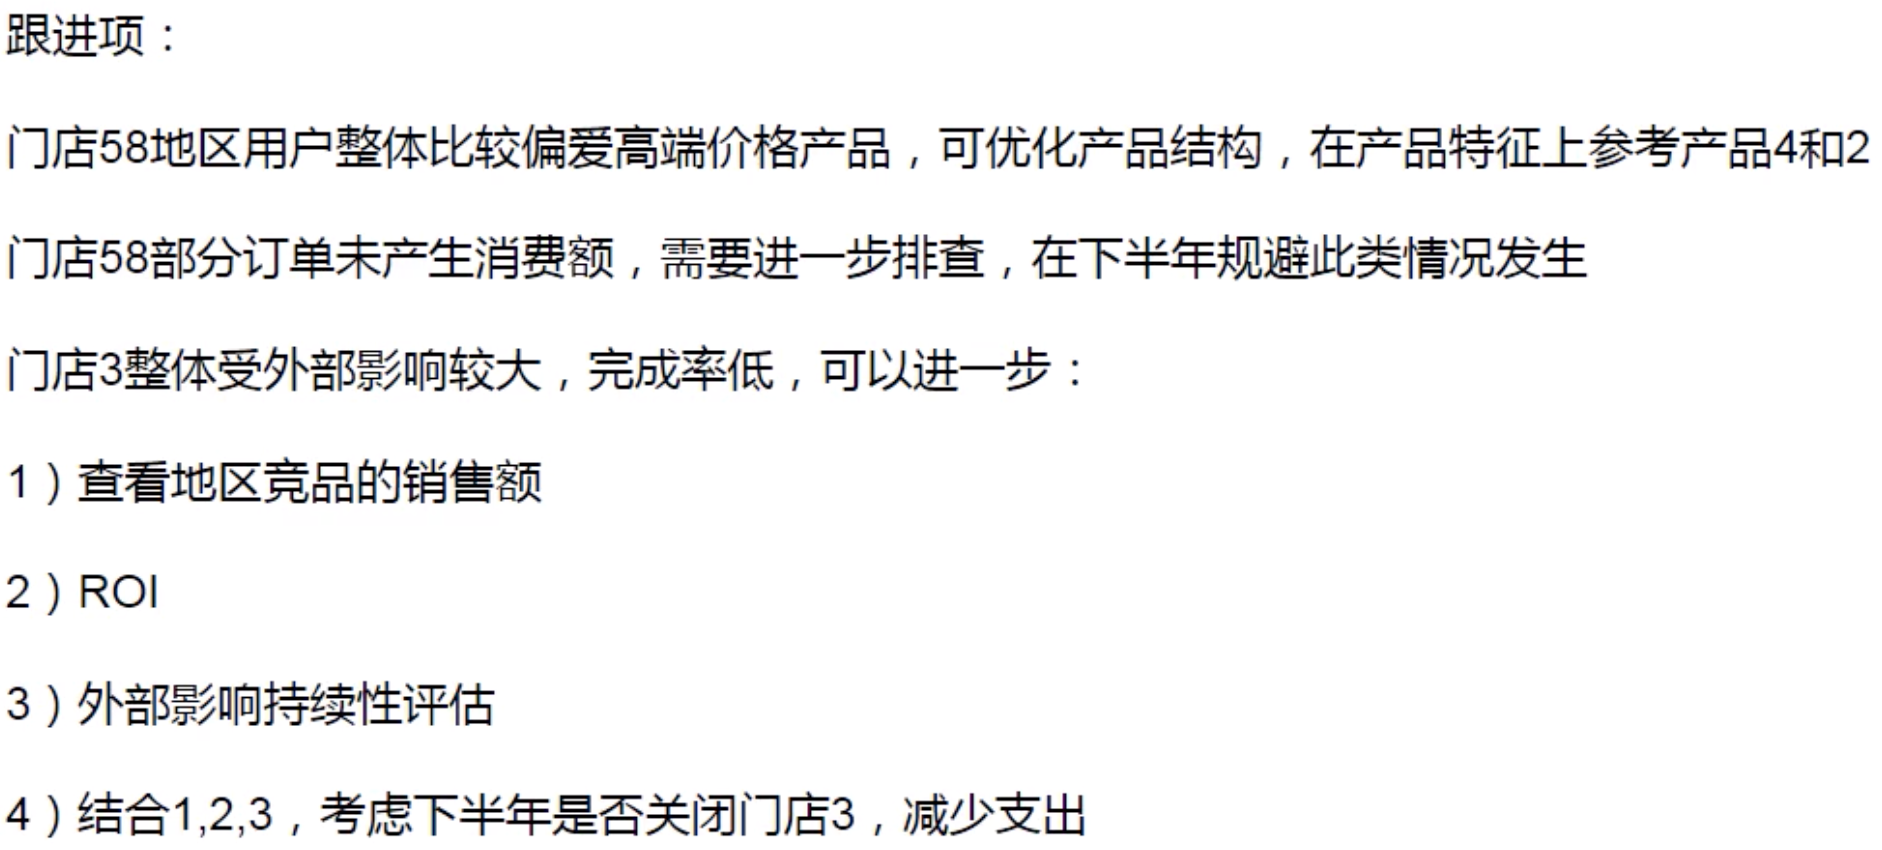 跟进项：
门店58地区用户整体比较偏爱高端价格产品，可优化产品结构，在产品特征上参考产品4和2
门店58部分订单未产生消费额，需要进一步排查，在下半年规避此类情况发生
门店3整体受外部影响较大，完成率低，可以进一步：
1）查看地区竞品的销售额
2）ROI
3）外部影响持续性评估
4）结合1,2,3，考虑下半年是否关闭门店3，减少支出